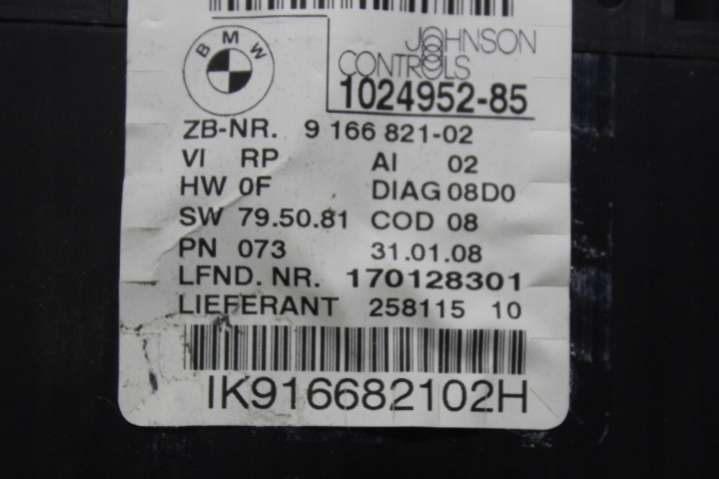 BMW
JOHNSON
CONTROLS
1024952-85
ZB-NR. 9 166 821-02
VI RP AI 02
HW 0F DIAG 08D0
SW 79.50.81 COD 08
PN 073 31.01.08
LFND. NR. 170128301
LIEFERANT 258115 10
IK916682102H